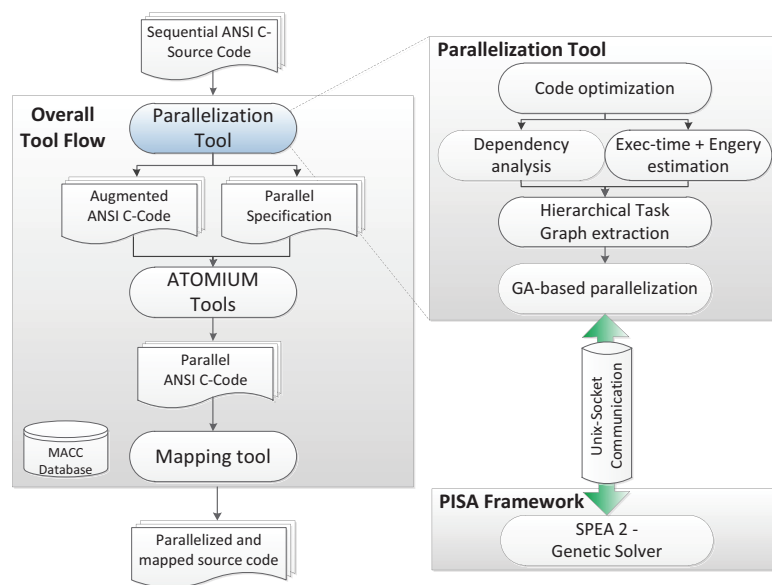 Sequential ANSI C-
Source Code
Overall
Tool Flow
Parallelization
Tool
Augmented
ANSI C-Code
Parallel
Specification
ATOMIUM
Tools
Parallel
ANSI C-Code
MACC
Database
Mapping tool
Parallelized and
mapped source code
Parallelization Tool
Code optimization
Dependency
analysis
Exec-time + Engery
estimation
Hierarchical Task
Graph extraction
GA-based parallelization
Unix-Socket
Communication
PISA Framework
SPEA 2 -
Genetic Solver